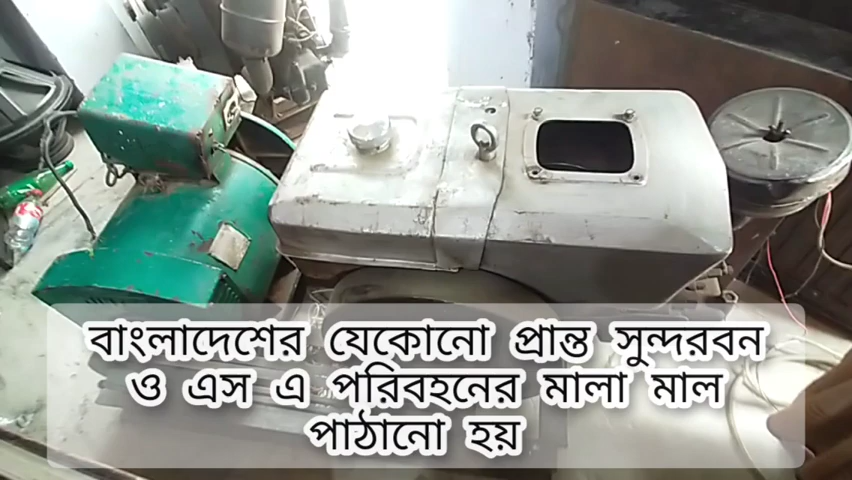 বাংলাদেশের যেকোনো প্রান্ত সুন্দরবন
ও এস এ পরিবহনের মালা মাল
পাঠানো হয়